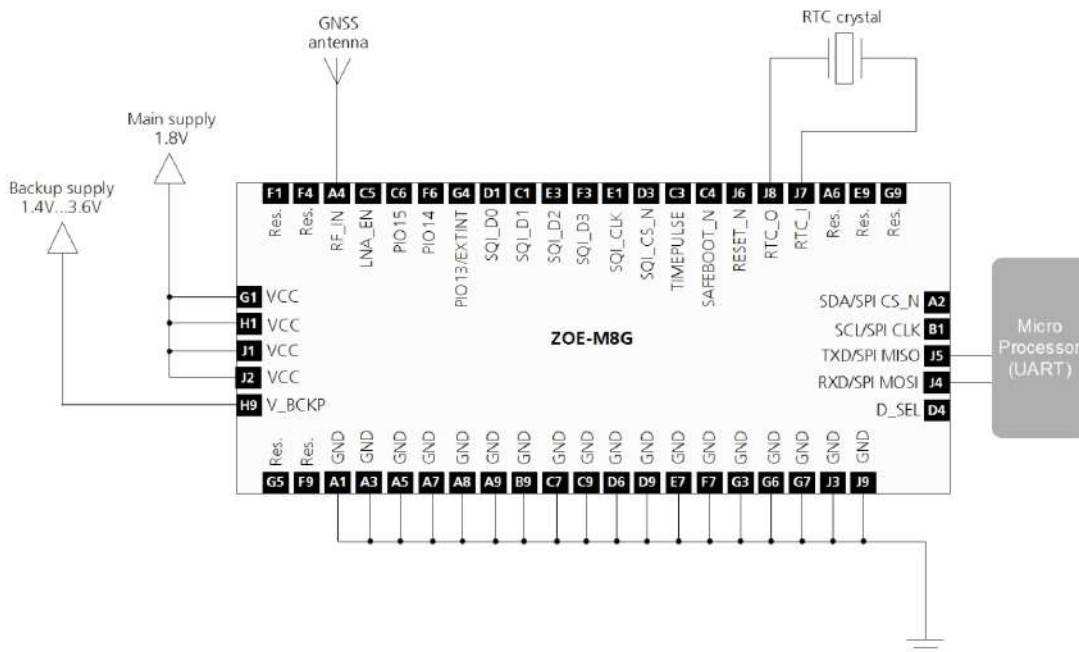 GNSS
antenna
RTC crystal
Main supply
1.8V
Backup supply
1.4V...3.6V
F1 F4 A4 C5 C6 F6 G4 D1 C1 E3 F3 E1 D3 C3 C4 J6 J8 J7 A6 E9 G9
Res. Res. RF_IN LNA_EN PIO15 PIO14 PIO13/EXTINT SQI_D0 SQI_D1 SQI_D2 SQI_D3 SQI_CLK SQI_CS_N TIMEPULSE SAFEBOOT_N RESET_N RTC_O RTC_I Res. Res. Res.
G1 VCC
H1 VCC
J1 VCC
J2 VCC
H9 V_BCKP
ZOE-M8G
SDA/SPI CS_N A2
SCL/SPI CLK B1
TXD/SPI MISO J5
RXD/SPI MOSI J4
D_SEL D4
Micro
Processor
(UART)
Res. Res. GND GND GND GND GND GND GND GND GND GND GND GND GND GND GND GND GND GND
G5 F9 A1 A3 A5 A7 A8 A9 B9 C7 C9 D6 D9 E7 F7 G3 G6 G7 J3 J9